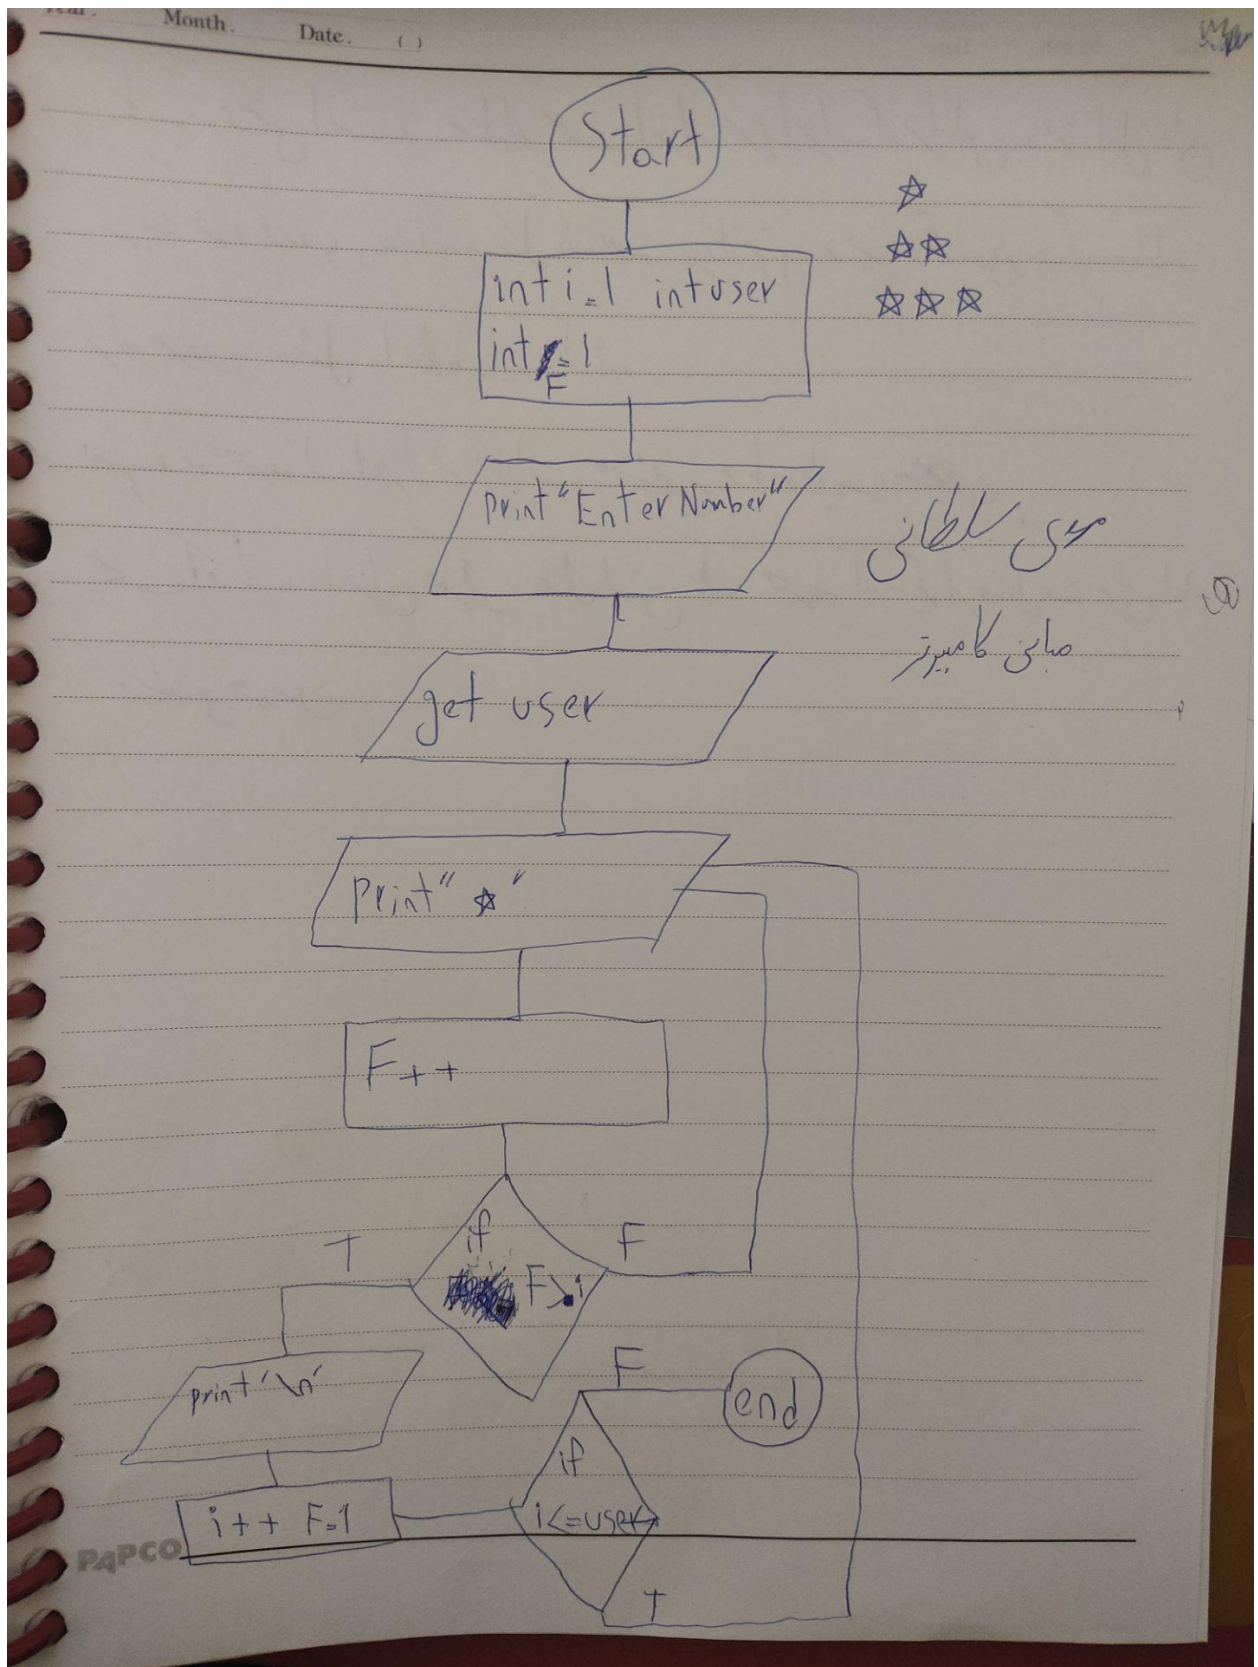 Year. Month. Date. ( )
Start
int i=1 int user
int F=1
print "Enter Number"
سلطانی
مبانی کامپیوتر
get user
print "☆"
F++
if
F>i
T
F
print '\n'
F
end
if
i++ F=1
i<=user
T
PAPCO